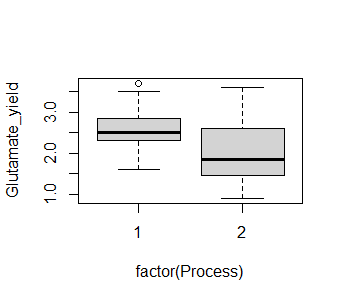 Glutamate_yield
3.0
2.0
1.0
1 2
factor(Process)